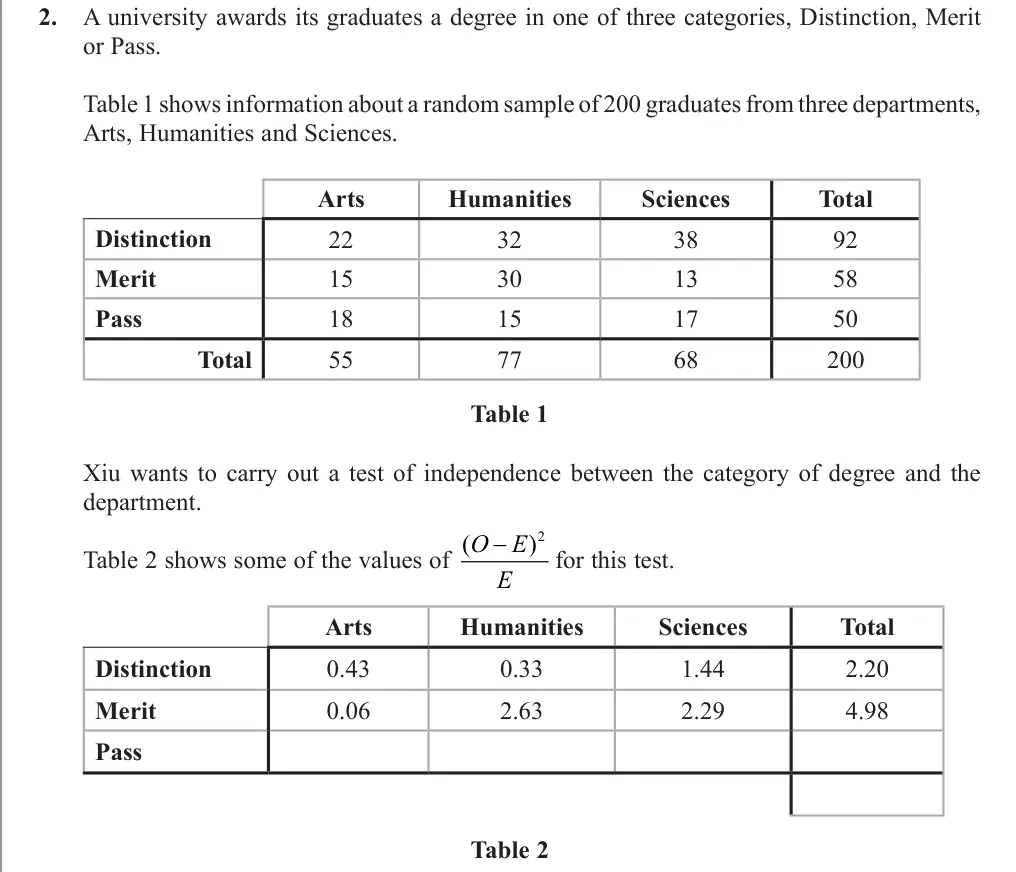 2. A university awards its graduates a degree in one of three categories, Distinction, Merit
or Pass.
Table 1 shows information about a random sample of 200 graduates from three departments,
Arts, Humanities and Sciences.
Arts Humanities Sciences Total
Distinction 22 32 38 92
Merit 15 30 13 58
Pass 18 15 17 50
Total 55 77 68 200
Table 1
Xiu wants to carry out a test of independence between the category of degree and the
department.
Table 2 shows some of the values of (O – E)² / E for this test.
Arts Humanities Sciences Total
Distinction 0.43 0.33 1.44 2.20
Merit 0.06 2.63 2.29 4.98
Pass
Table 2